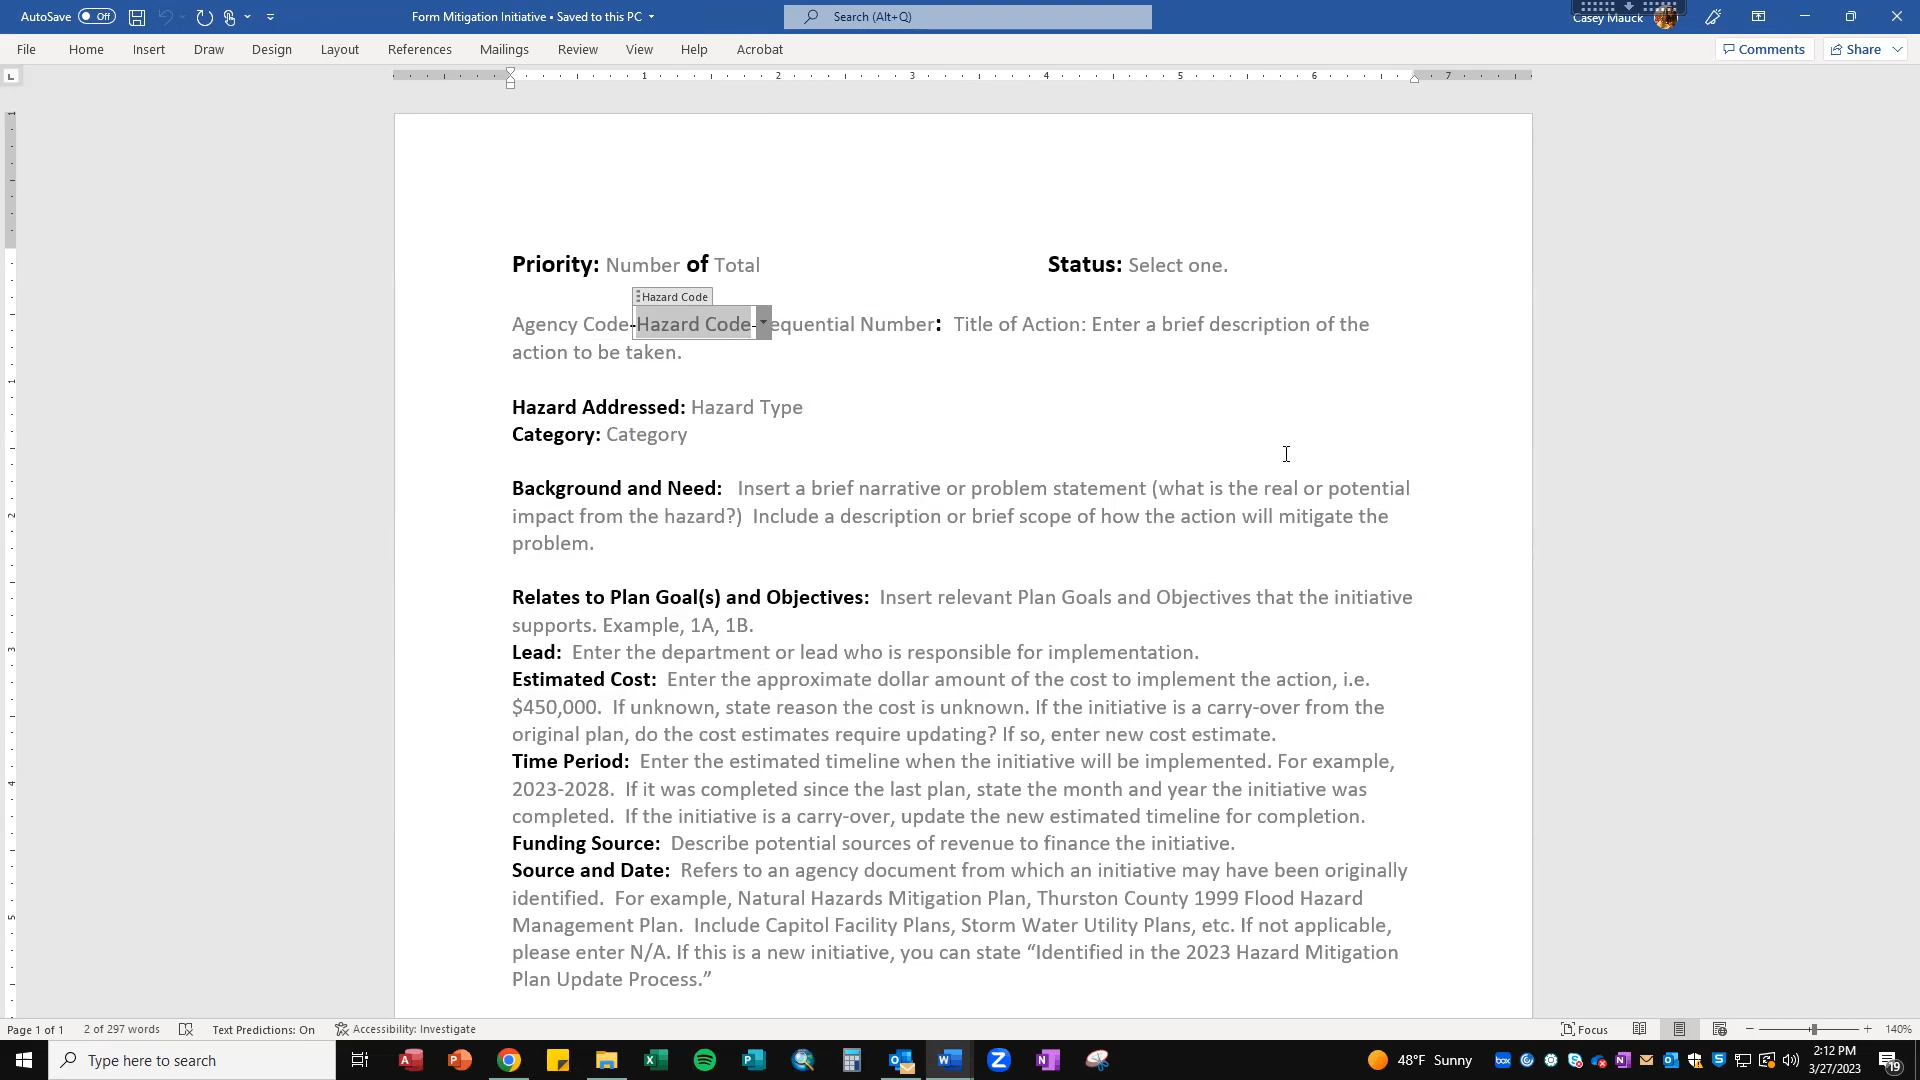 AutoSave Off Form Mitigation Initiative • Saved to this PC Search (Alt+Q) Casey Mauck
File Home Insert Draw Design Layout References Mailings Review View Help Acrobat Comments Share
1 2 3 4 5 6 7
Priority: Number of Total Status: Select one.
Hazard Code
Agency Code-Hazard Code-equential Number: Title of Action: Enter a brief description of the
action to be taken.
Hazard Addressed: Hazard Type
Category: Category
Background and Need: Insert a brief narrative or problem statement (what is the real or potential
impact from the hazard?) Include a description or brief scope of how the action will mitigate the
problem.
Relates to Plan Goal(s) and Objectives: Insert relevant Plan Goals and Objectives that the initiative
supports. Example, 1A, 1B.
Lead: Enter the department or lead who is responsible for implementation.
Estimated Cost: Enter the approximate dollar amount of the cost to implement the action, i.e.
$450,000. If unknown, state reason the cost is unknown. If the initiative is a carry-over from the
original plan, do the cost estimates require updating? If so, enter new cost estimate.
Time Period: Enter the estimated timeline when the initiative will be implemented. For example,
2023-2028. If it was completed since the last plan, state the month and year the initiative was
completed. If the initiative is a carry-over, update the new estimated timeline for completion.
Funding Source: Describe potential sources of revenue to finance the initiative.
Source and Date: Refers to an agency document from which an initiative may have been originally
identified. For example, Natural Hazards Mitigation Plan, Thurston County 1999 Flood Hazard
Management Plan. Include Capitol Facility Plans, Storm Water Utility Plans, etc. If not applicable,
please enter N/A. If this is a new initiative, you can state “Identified in the 2023 Hazard Mitigation
Plan Update Process.”
Page 1 of 1 2 of 297 words Text Predictions: On Accessibility: Investigate Focus 140%
Type here to search 48°F Sunny 2:12 PM
3/27/2023 19